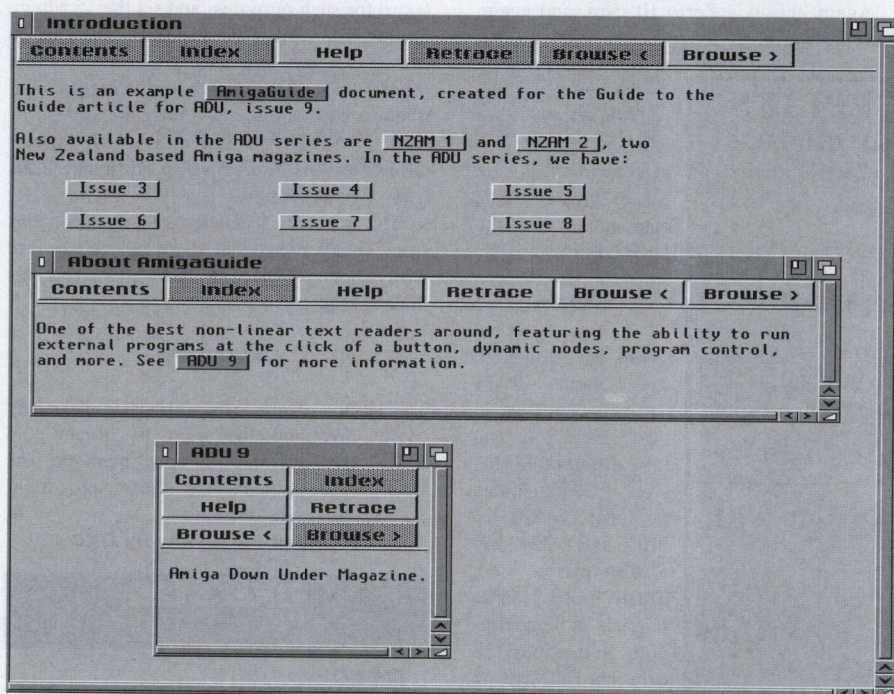 Introduction
Contents Index Help Retrace Browse < Browse >
This is an example AmigaGuide document, created for the Guide to the
Guide article for ADU, issue 9.
Also available in the ADU series are NZAM 1 and NZAM 2, two
New Zealand based Amiga magazines. In the ADU series, we have:
Issue 3 Issue 4 Issue 5
Issue 6 Issue 7 Issue 8
About AmigaGuide
Contents Index Help Retrace Browse < Browse >
One of the best non-linear text readers around, featuring the ability to run
external programs at the click of a button, dynamic nodes, program control,
and more. See ADU 9 for more information.
ADU 9
Contents Index
Help Retrace
Browse < Browse >
Amiga Down Under Magazine.